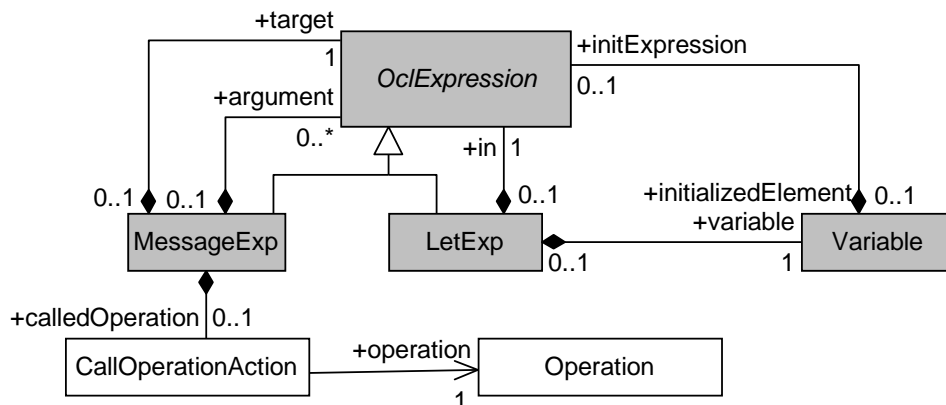 +target
1
OclExpression
+initExpression
0..1
+argument
0..*
+in
1
0..1
0..1
0..1
+initializedElement
0..1
+variable
MessageExp
LetExp
0..1
1
Variable
+calledOperation
0..1
CallOperationAction
+operation
1
Operation